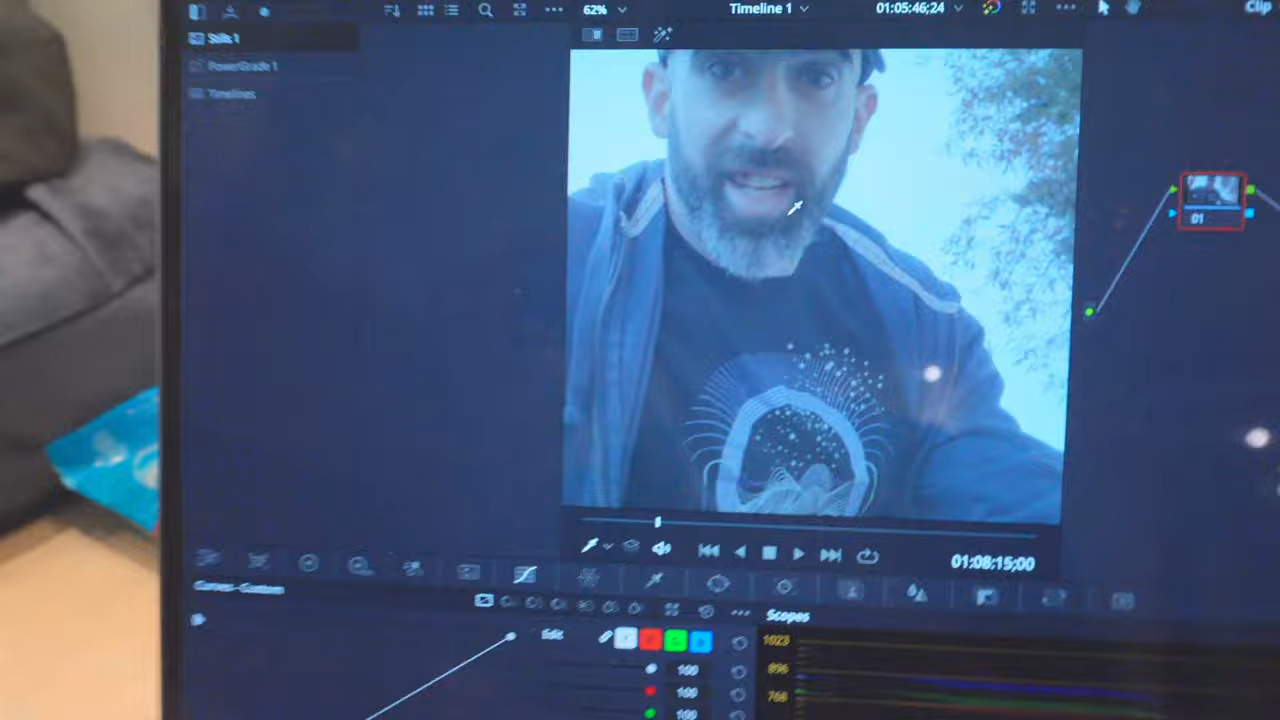 62% Timeline 1 01:05:46;24 Clip
Stills 1
PowerGrade 1
Timelines
01
01:08:15;00
Curves - Custom
Scopes
Edit
1023
100
896
100
768
100